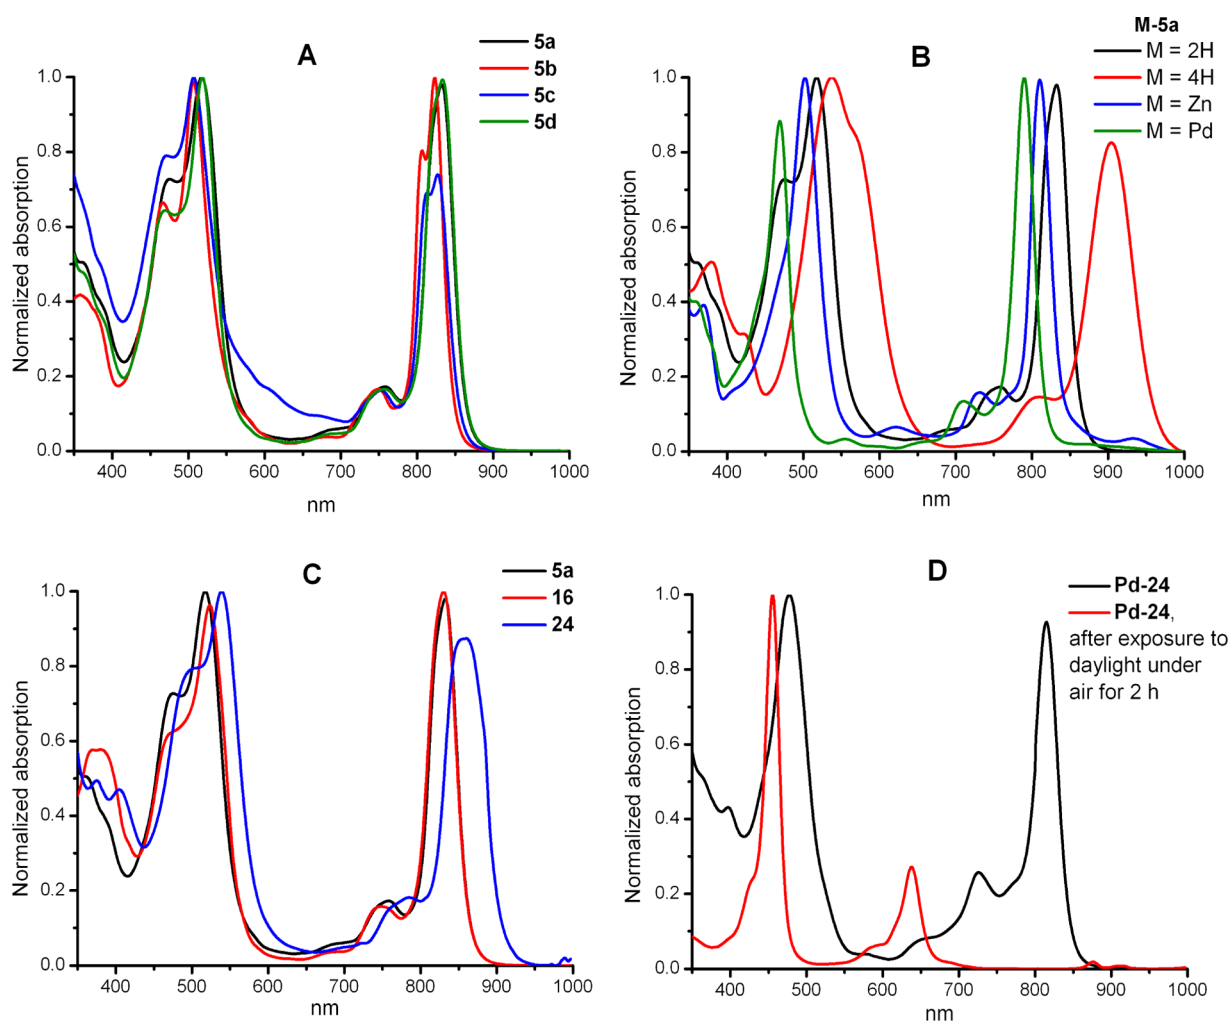 A
5a
5b
5c
5d
1.0
0.8
0.6
0.4
0.2
0.0
Normalized absorption
400 500 600 700 800 900 1000
nm
B
M-5a
M = 2H
M = 4H
M = Zn
M = Pd
1.0
0.8
0.6
0.4
0.2
0.0
Normalized absorption
400 500 600 700 800 900 1000
nm
C
5a
16
24
1.0
0.8
0.6
0.4
0.2
0.0
Normalized absorption
400 500 600 700 800 900 1000
nm
D
Pd-24
Pd-24,
after exposure to
daylight under
air for 2 h
1.0
0.8
0.6
0.4
0.2
0.0
Normalized absorption
400 500 600 700 800 900 1000
nm